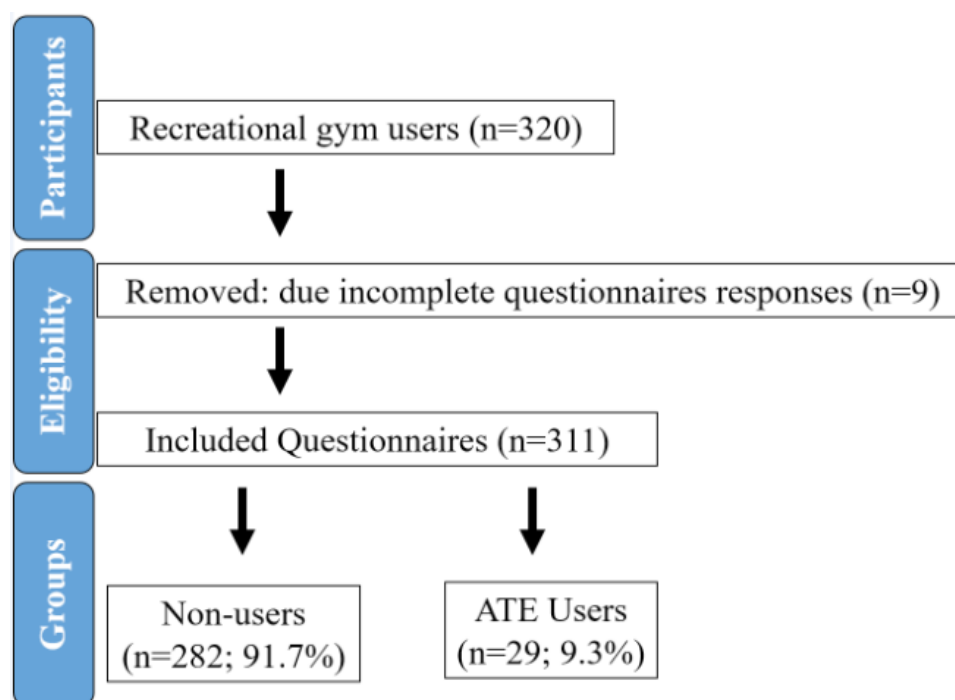 Participants
Recreational gym users (n=320)
Eligibility
Removed: due incomplete questionnaires responses (n=9)
Included Questionnaires (n=311)
Groups
Non-users
(n=282; 91.7%)
ATE Users
(n=29; 9.3%)